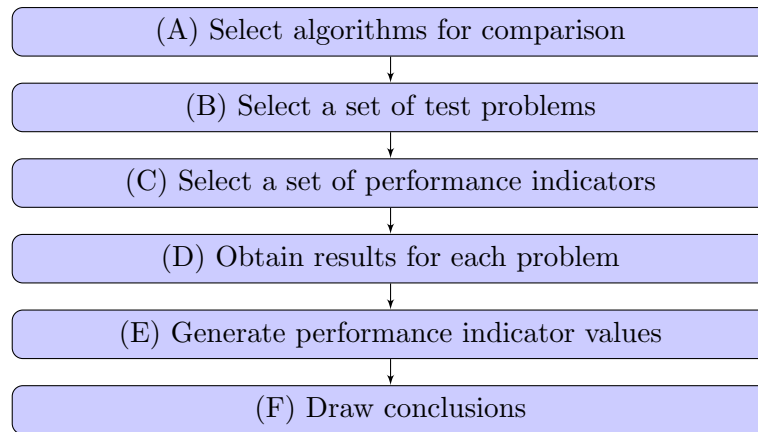 (A) Select algorithms for comparison
(B) Select a set of test problems
(C) Select a set of performance indicators
(D) Obtain results for each problem
(E) Generate performance indicator values
(F) Draw conclusions